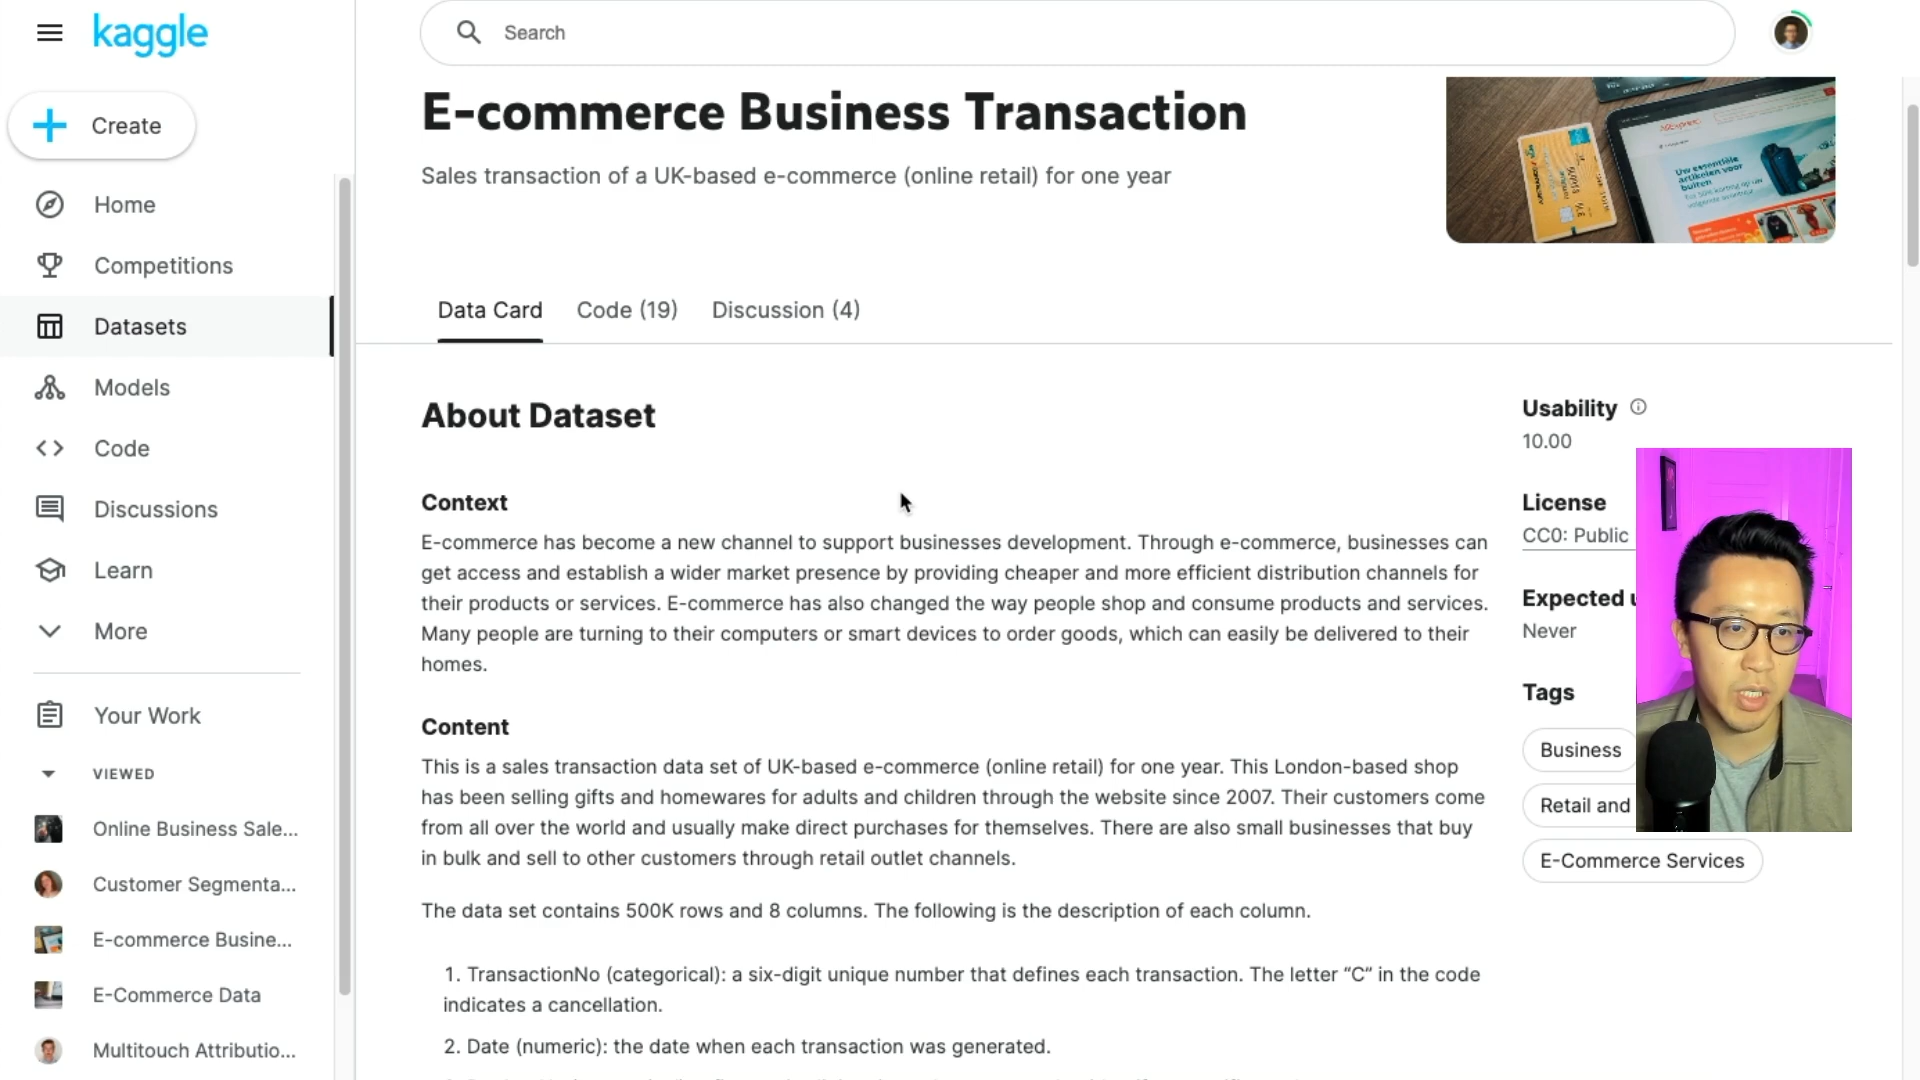 kaggle
Search
Create
Home
Competitions
Datasets
Models
Code
Discussions
Learn
More
Your Work
VIEWED
Online Business Sale...
Customer Segmenta...
E-commerce Busine...
E-Commerce Data
Multitouch Attributio...
E-commerce Business Transaction
Sales transaction of a UK-based e-commerce (online retail) for one year
Uw essentiële
artikelen voor
buiten
Data Card
Code (19)
Discussion (4)
About Dataset
Context
E-commerce has become a new channel to support businesses development. Through e-commerce, businesses can
get access and establish a wider market presence by providing cheaper and more efficient distribution channels for
their products or services. E-commerce has also changed the way people shop and consume products and services.
Many people are turning to their computers or smart devices to order goods, which can easily be delivered to their
homes.
Content
This is a sales transaction data set of UK-based e-commerce (online retail) for one year. This London-based shop
has been selling gifts and homewares for adults and children through the website since 2007. Their customers come
from all over the world and usually make direct purchases for themselves. There are also small businesses that buy
in bulk and sell to other customers through retail outlet channels.
The data set contains 500K rows and 8 columns. The following is the description of each column.
1. TransactionNo (categorical): a six-digit unique number that defines each transaction. The letter “C” in the code
indicates a cancellation.
2. Date (numeric): the date when each transaction was generated.
Usability
10.00
License
CC0: Public
Expected
Never
Tags
Business
Retail and
E-Commerce Services